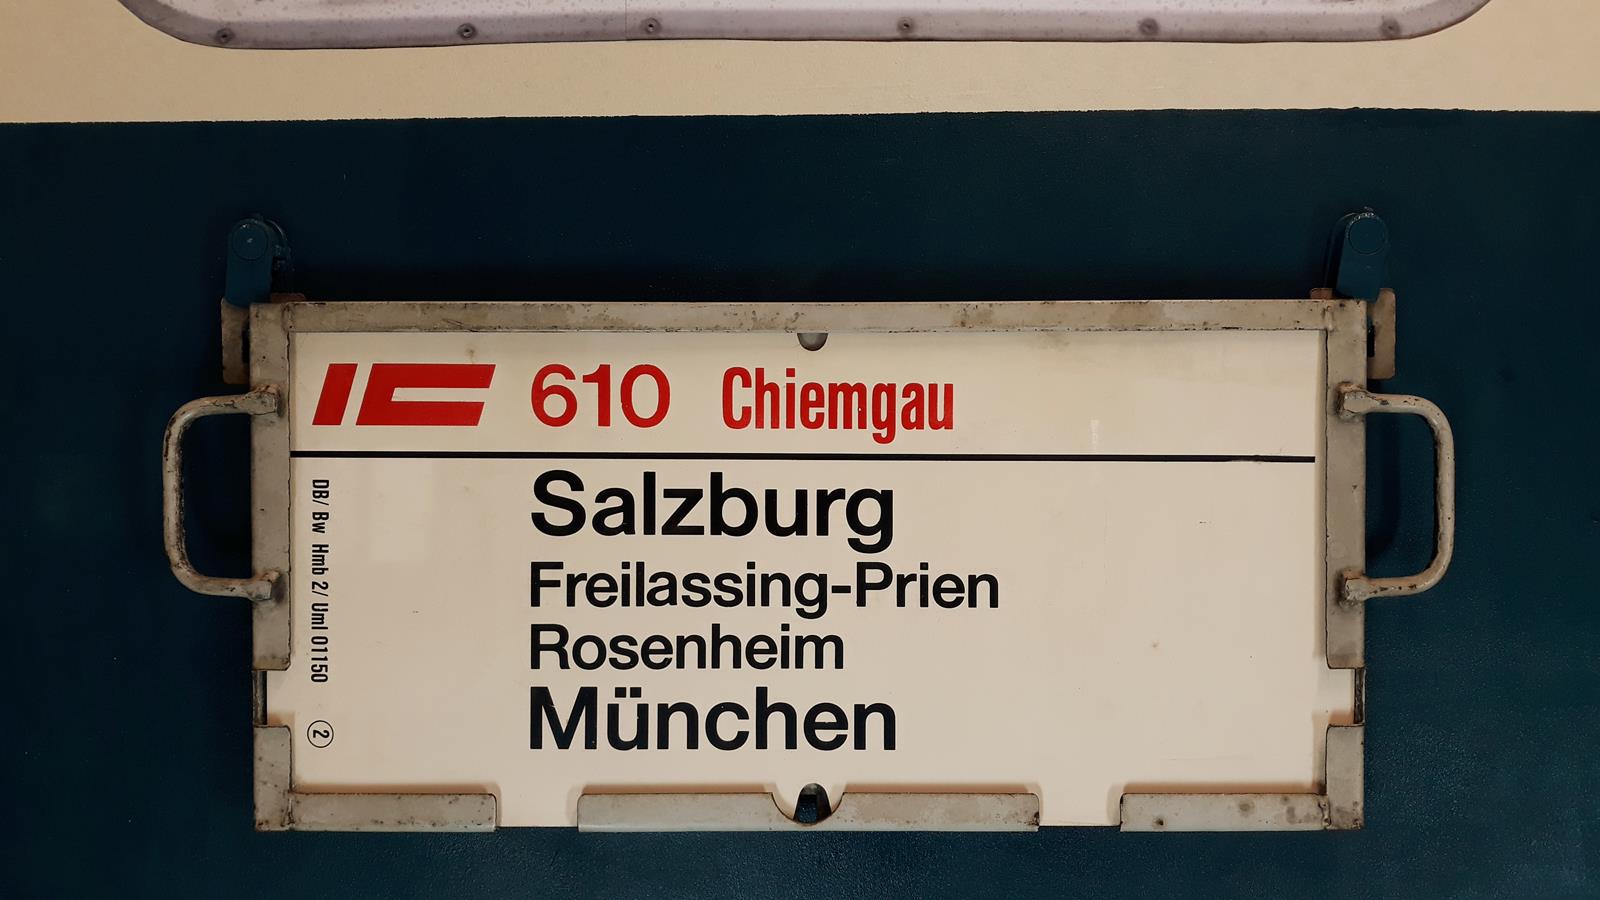 IC 610 Chiemgau
Salzburg
Freilassing-Prien
Rosenheim
München
DB/ Bw Hmb 2/ Uml 01150 2